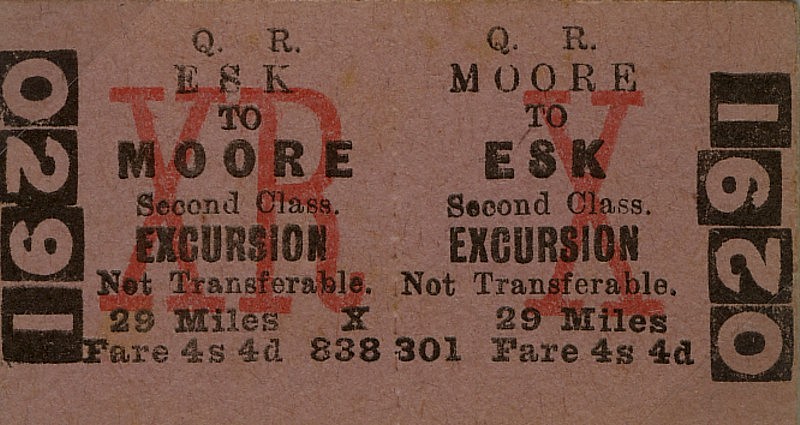 Q. R.
ESK
TO
MOORE
Second Class.
EXCURSION
Not Transferable.
29 Miles X
Fare 4s 4d 838
XR
0291
Q. R.
MOORE
TO
ESK
Second Class.
EXCURSION
Not Transferable.
29 Miles
301 Fare 4s 4d
X
0291